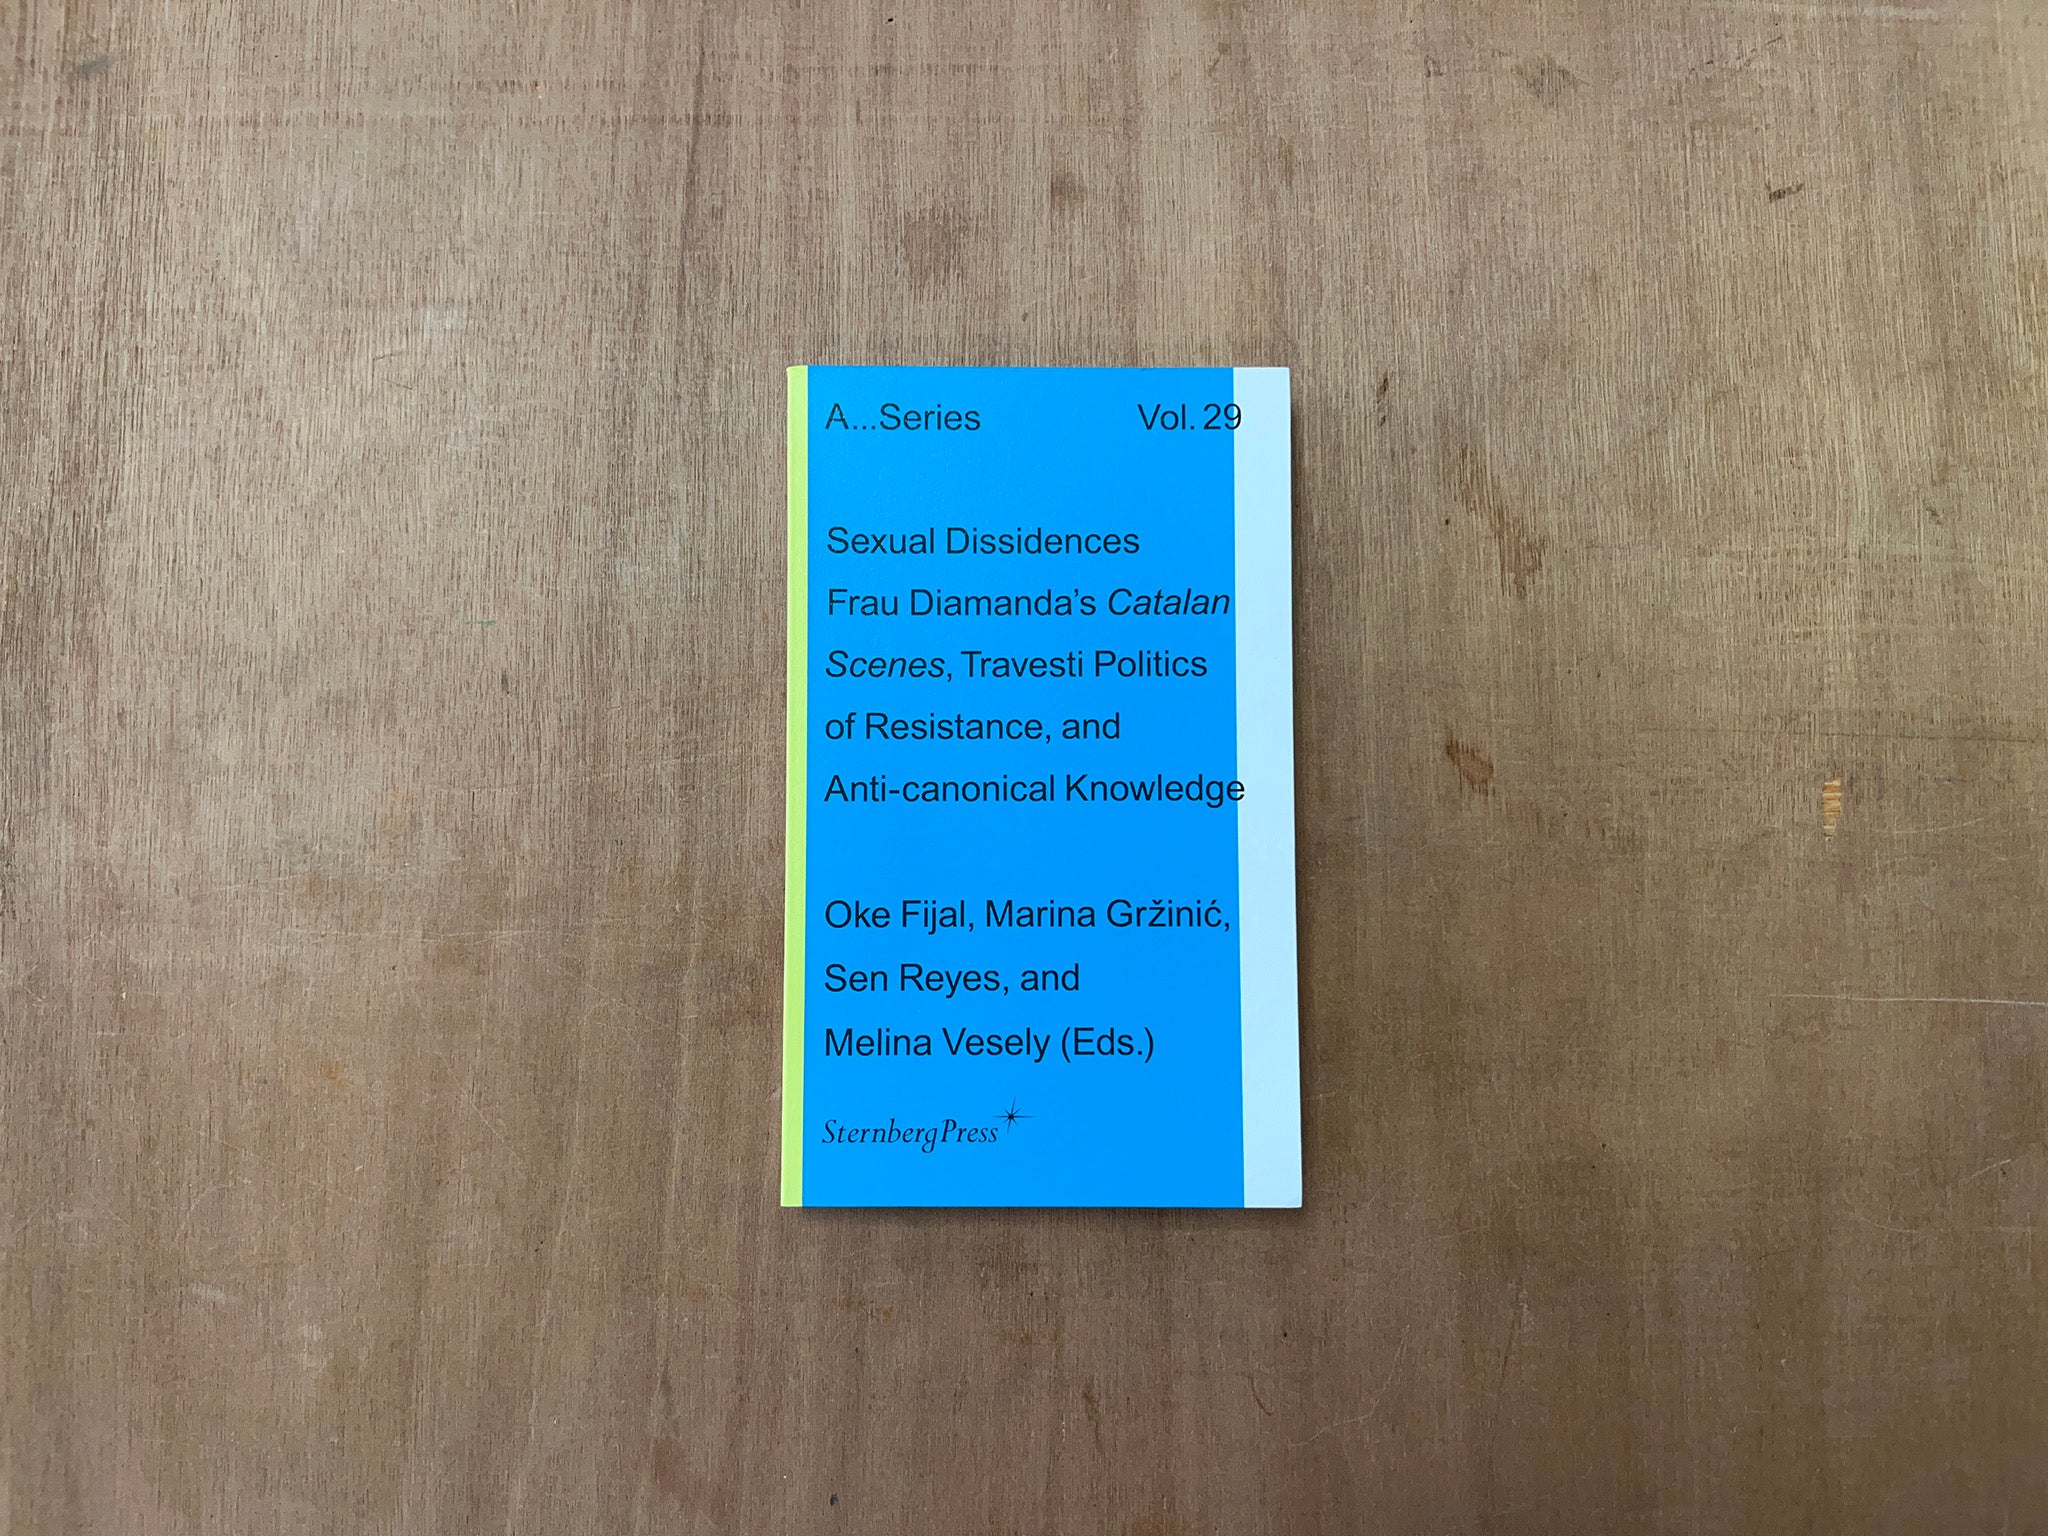 A...Series Vol. 29
Sexual Dissidences
Frau Diamanda’s Catalan
Scenes, Travesti Politics
of Resistance, and
Anti-canonical Knowledge
Oke Fijal, Marina Gržinić,
Sen Reyes, and
Melina Vesely (Eds.)
SternbergPress